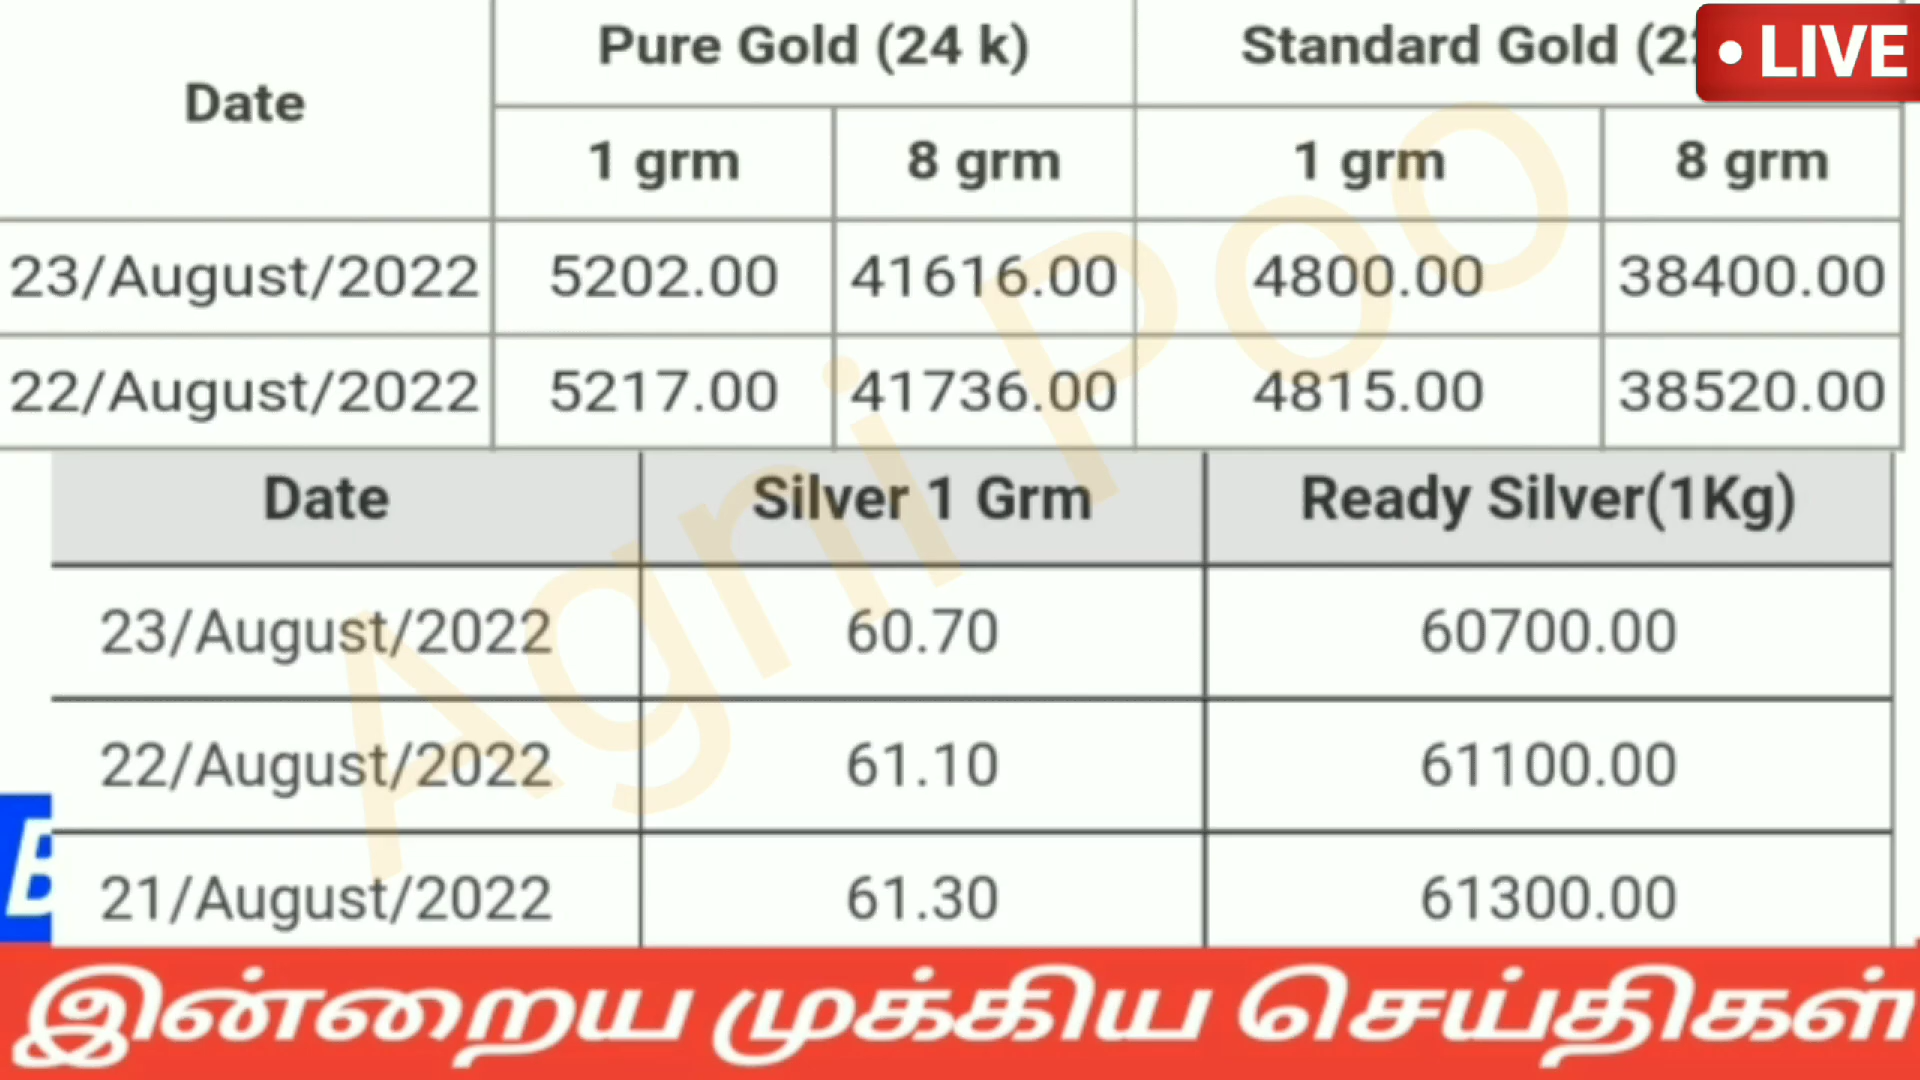 Date Pure Gold (24 k) Standard Gold (2
• LIVE
1 grm 8 grm 1 grm 8 grm
23/August/2022 5202.00 41616.00 4800.00 38400.00
22/August/2022 5217.00 41736.00 4815.00 38520.00
Date Silver 1 Grm Ready Silver(1Kg)
23/August/2022 60.70 60700.00
22/August/2022 61.10 61100.00
21/August/2022 61.30 61300.00
Agni Poo
இன்றைய முக்கிய செய்திகள்